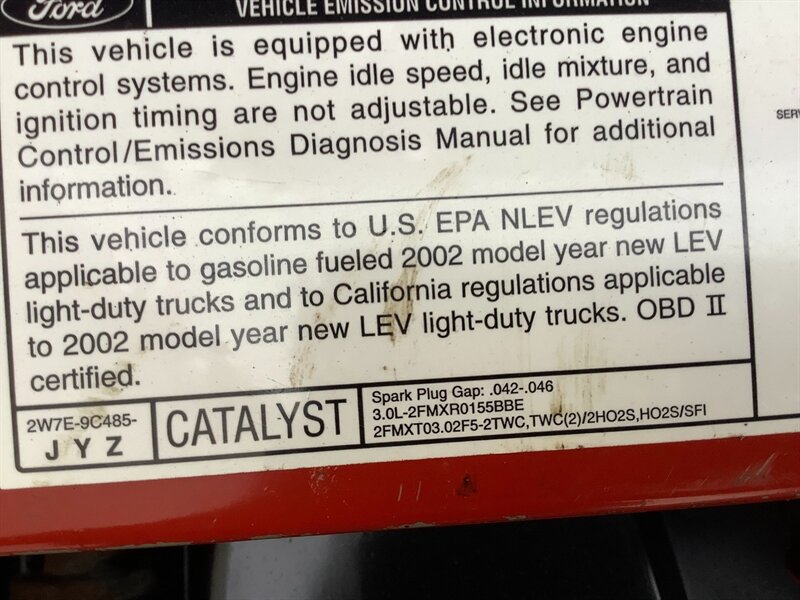 Ford
VEHICLE EMISSION CONTROL INFORMATION
This vehicle is equipped with electronic engine
control systems. Engine idle speed, idle mixture, and
ignition timing are not adjustable. See Powertrain
Control/Emissions Diagnosis Manual for additional
information.
This vehicle conforms to U.S. EPA NLEV regulations
applicable to gasoline fueled 2002 model year new LEV
light-duty trucks and to California regulations applicable
to 2002 model year new LEV light-duty trucks. OBD II
certified.
2W7E-9C485-
J Y Z
CATALYST
Spark Plug Gap: .042-.046
3.0L-2FMXR0155BBE
2FMXT03.02F5-2TWC,TWC(2)/2HO2S,HO2S/SFI